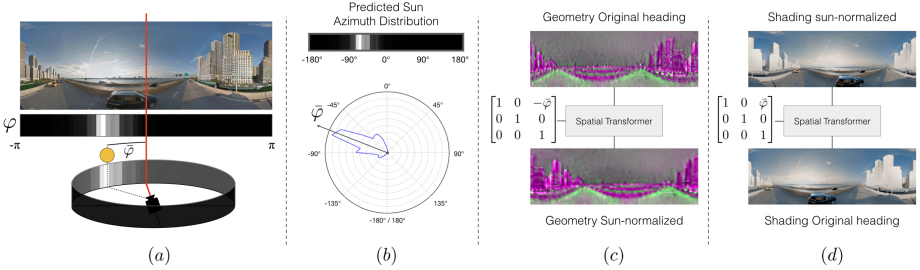 φ
-π
π
φ̄
(a)
Predicted Sun
Azimuth Distribution
-180° -90° 0° 90° 180°
0°
-45° 45°
φ̄
-90° 90°
-135° 135°
-180° / 180°
(b)
Geometry Original heading
1 0 −φ̄
0 1 0
0 0 1
Spatial Transformer
Geometry Sun-normalized
(c)
Shading sun-normalized
1 0 φ̄
0 1 0
0 0 1
Spatial Transformer
Shading Original heading
(d)